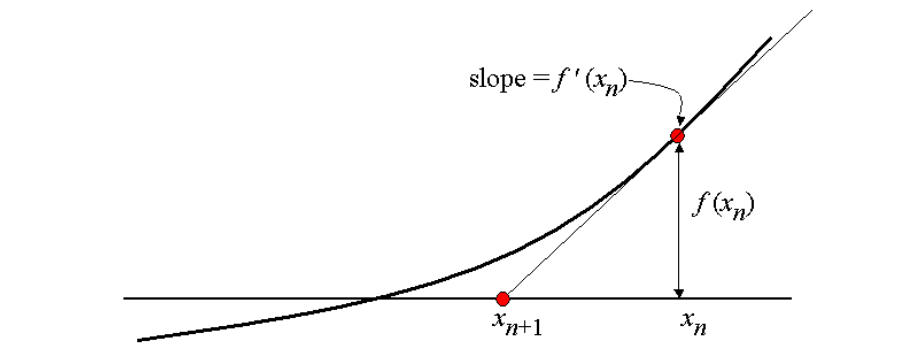 slope = f ′ (xn)
f (xn)
xn+1
xn